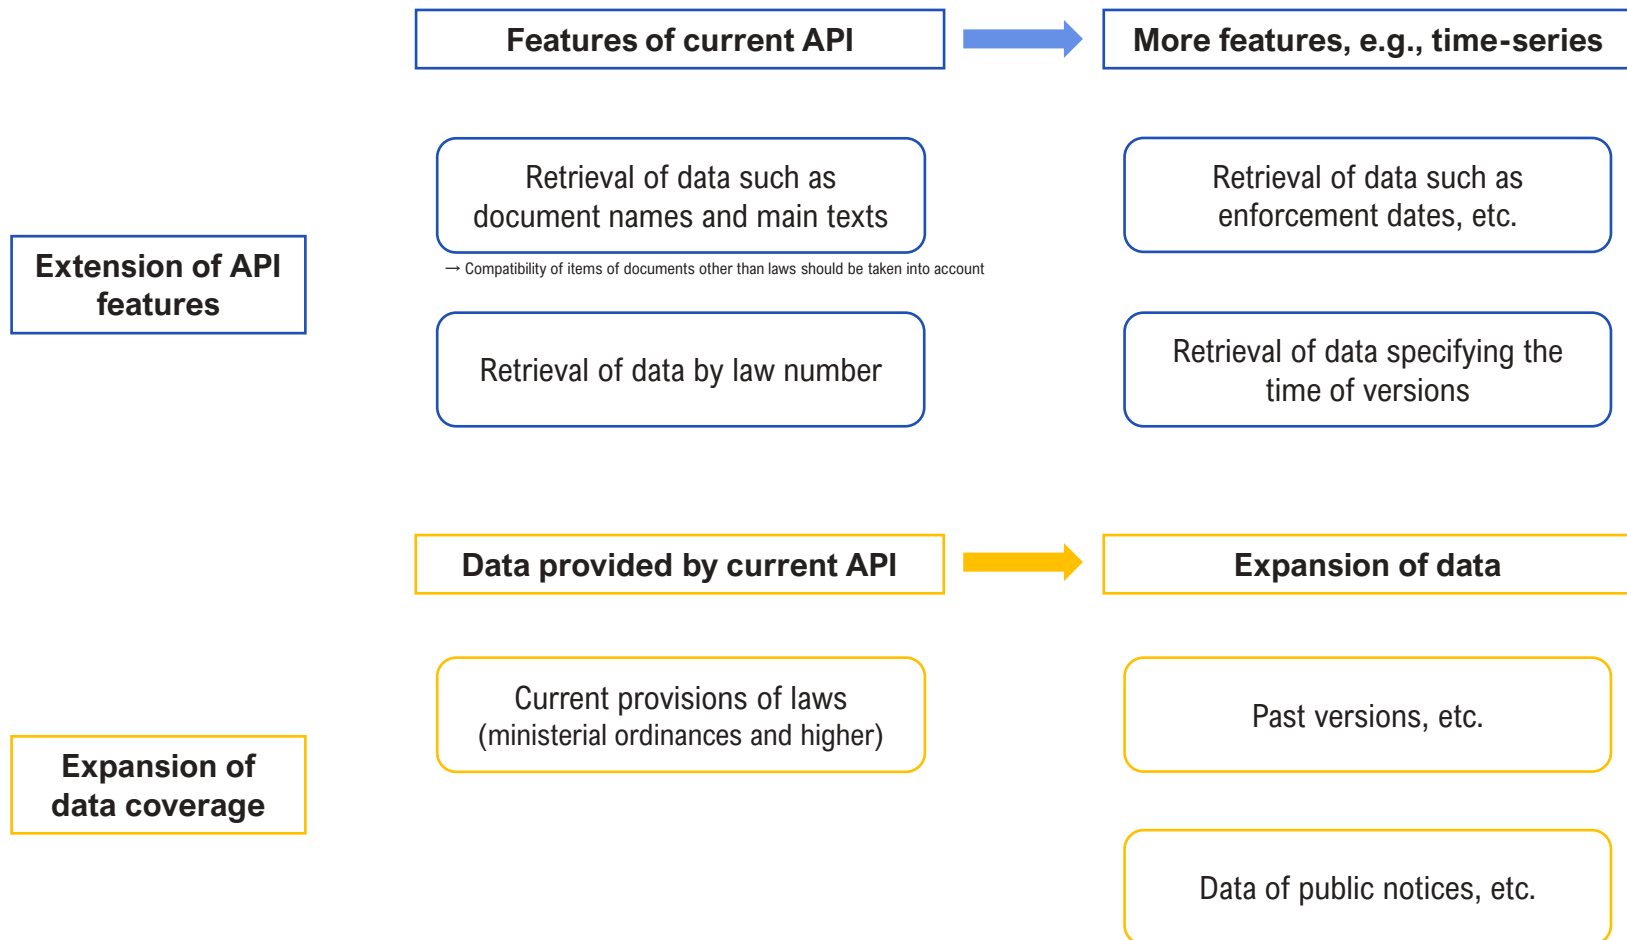 Features of current API
More features, e.g., time-series
Extension of API
features
Retrieval of data such as
document names and main texts
→ Compatibility of items of documents other than laws should be taken into account
Retrieval of data by law number
Retrieval of data such as
enforcement dates, etc.
Retrieval of data specifying the
time of versions
Data provided by current API
Expansion of data
Expansion of
data coverage
Current provisions of laws
(ministerial ordinances and higher)
Past versions, etc.
Data of public notices, etc.